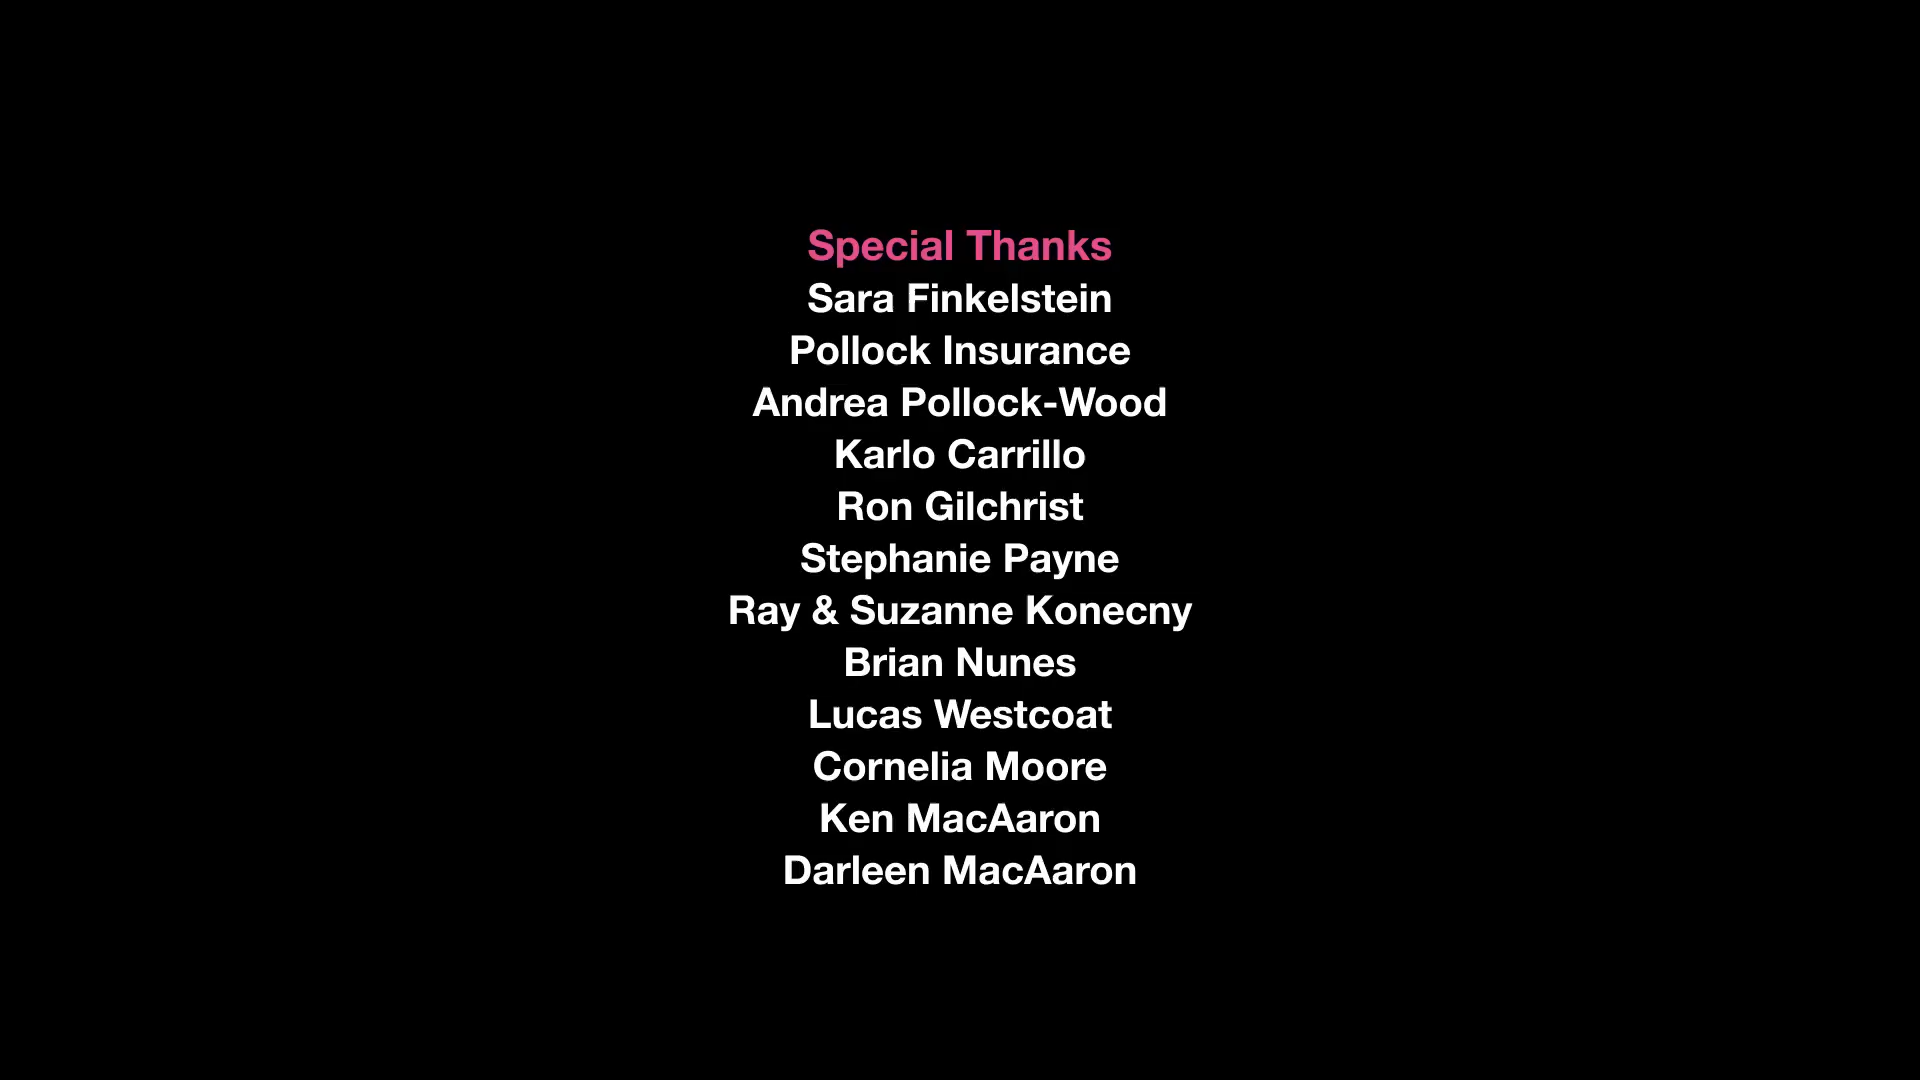 Special Thanks
Sara Finkelstein
Pollock Insurance
Andrea Pollock-Wood
Karlo Carrillo
Ron Gilchrist
Stephanie Payne
Ray & Suzanne Konecny
Brian Nunes
Lucas Westcoat
Cornelia Moore
Ken MacAaron
Darleen MacAaron